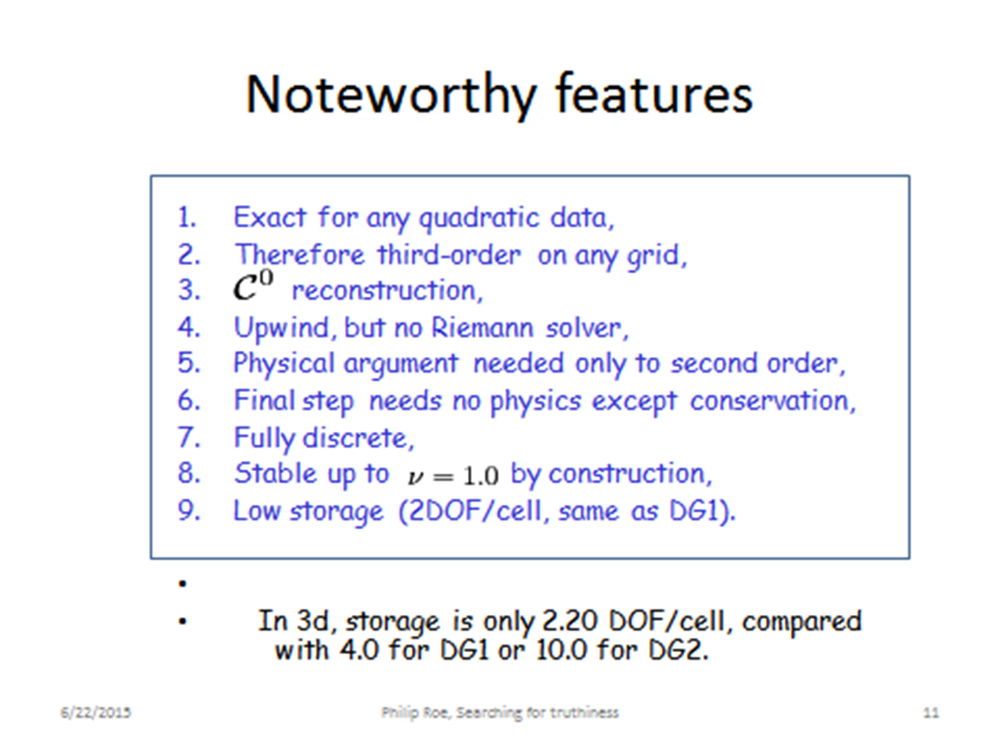 Noteworthy features
1. Exact for any quadratic data,
2. Therefore third-order on any grid,
3. 𝒞⁰ reconstruction,
4. Upwind, but no Riemann solver,
5. Physical argument needed only to second order,
6. Final step needs no physics except conservation,
7. Fully discrete,
8. Stable up to ν = 1.0 by construction,
9. Low storage (2DOF/cell, same as DG1).
•
• In 3d, storage is only 2.20 DOF/cell, compared
with 4.0 for DG1 or 10.0 for DG2.
6/22/2015 Philip Roe, Searching for truthiness 11